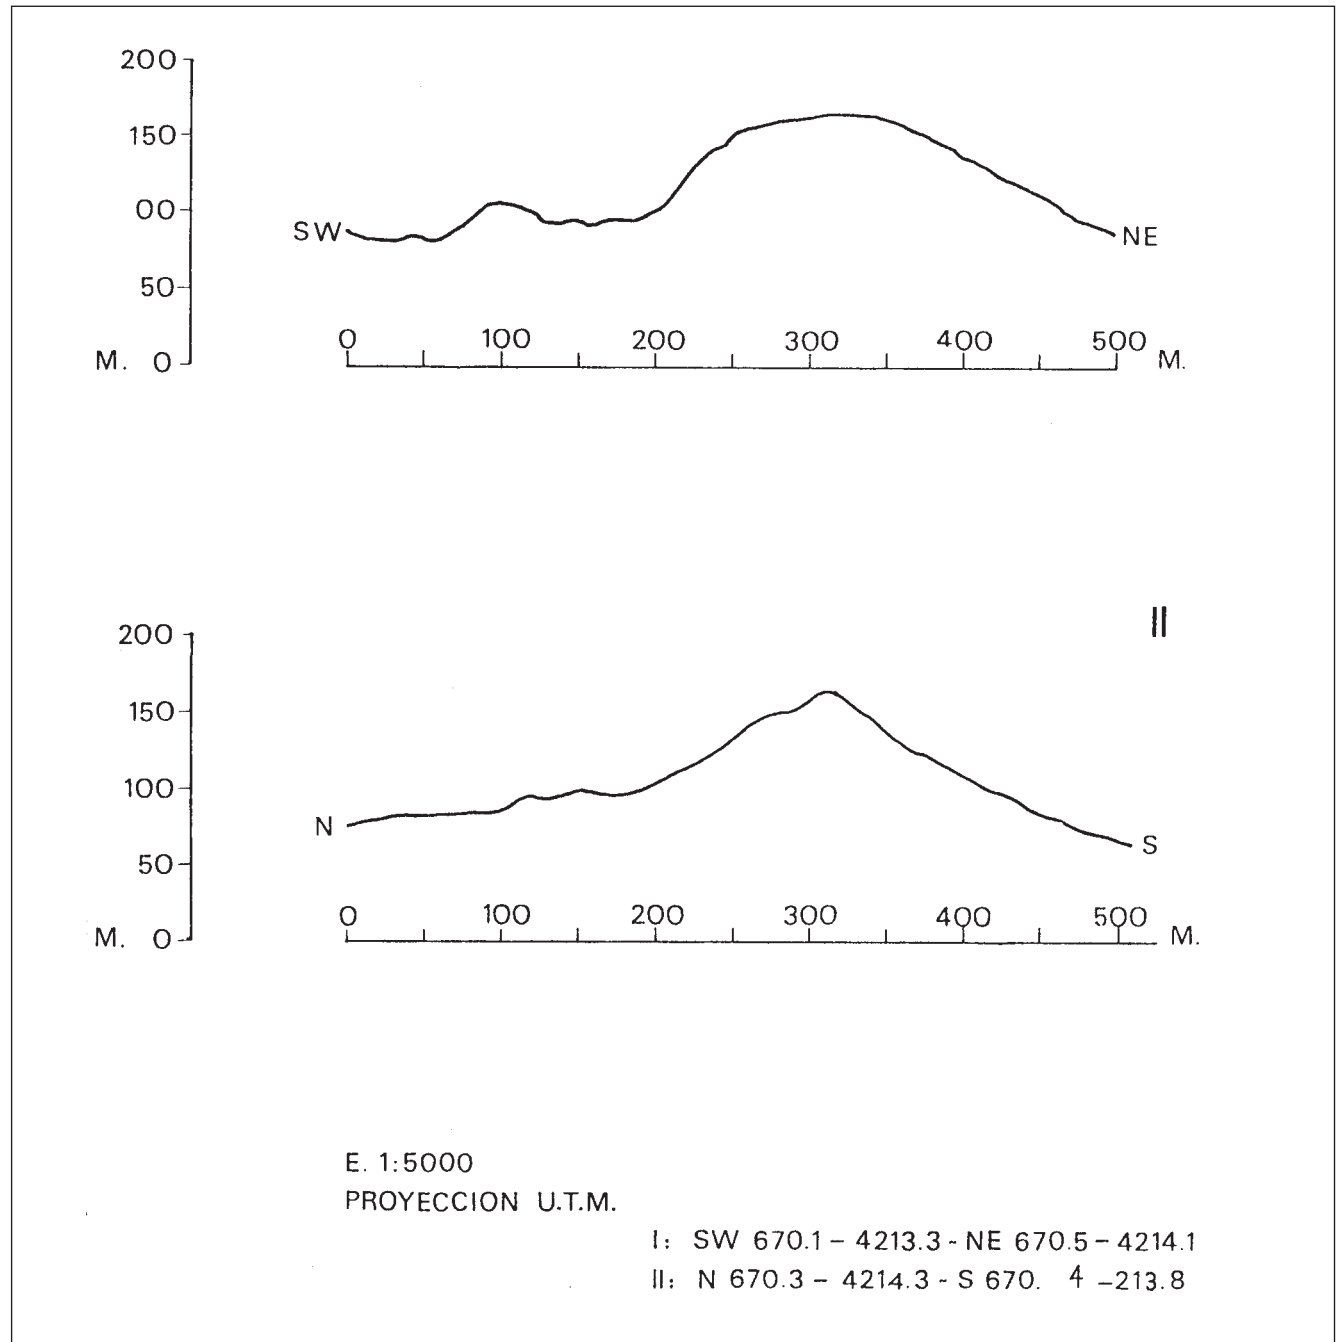 200
150
00
SW
NE
50
0 100 200 300 400 500 M.
M. 0
II
200
150
100
N
S
50
0 100 200 300 400 500 M.
M. 0
E. 1:5000
PROYECCION U.T.M.
I: SW 670.1 – 4213.3 - NE 670.5 – 4214.1
II: N 670.3 – 4214.3 - S 670. 4 –213.8